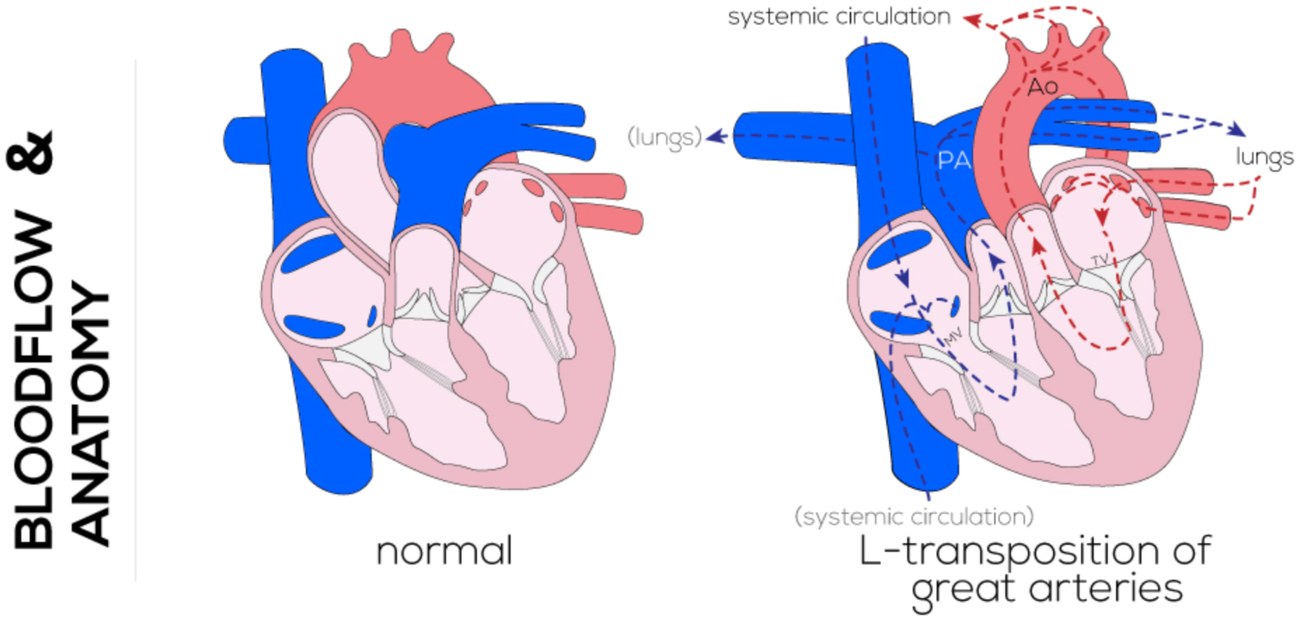 BLOODFLOW &
ANATOMY
normal
systemic circulation
Ao
(lungs)
PA
lungs
TV
MV
(systemic circulation)
L-transposition of
great arteries